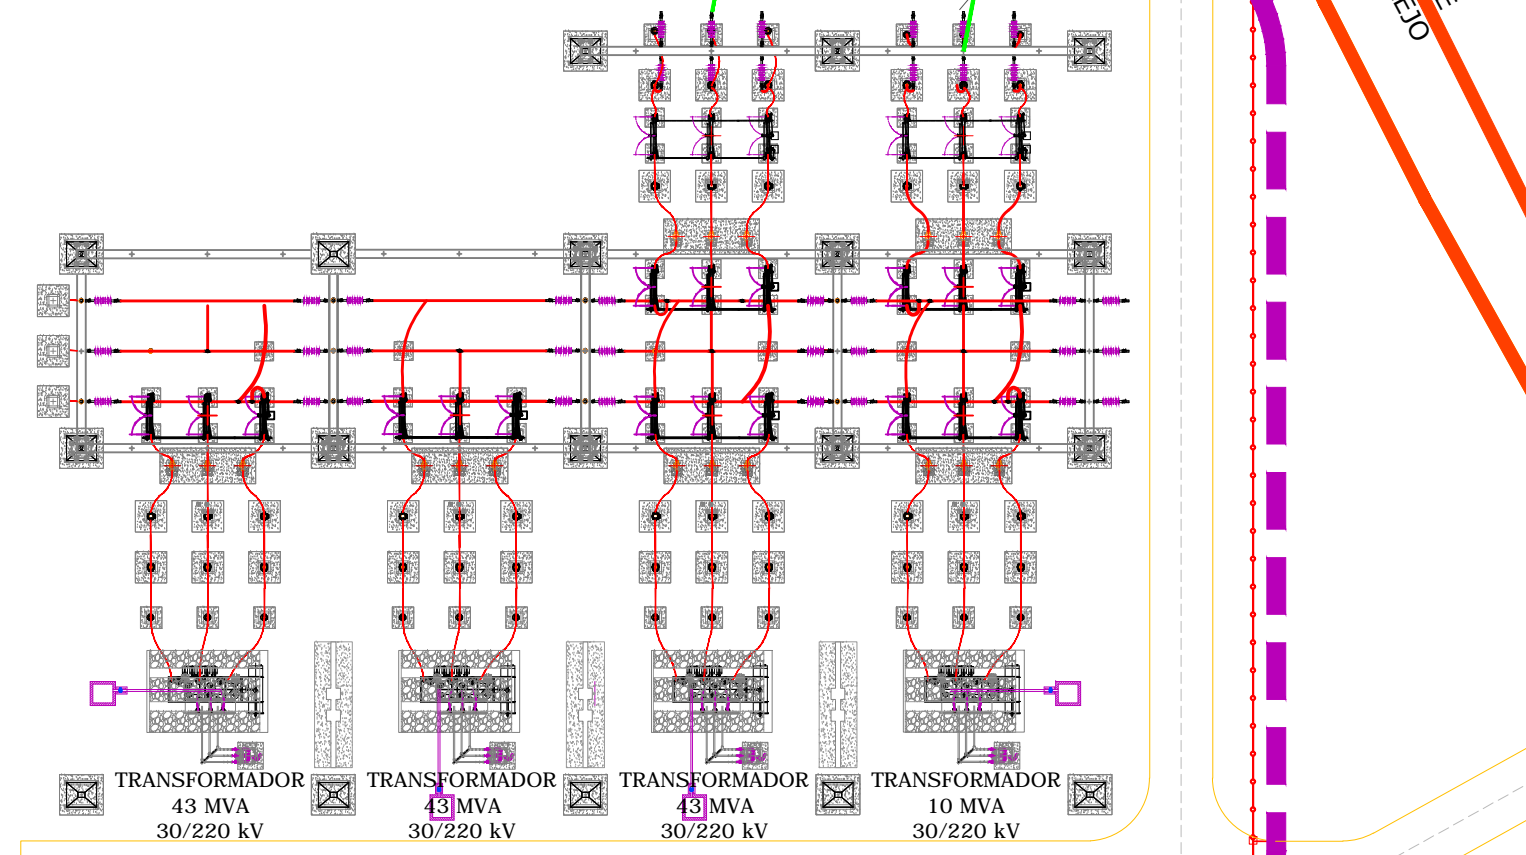 EJO
E
TRANSFORMADOR
43 MVA
30/220 kV
TRANSFORMADOR
43 MVA
30/220 kV
TRANSFORMADOR
43 MVA
30/220 kV
TRANSFORMADOR
10 MVA
30/220 kV